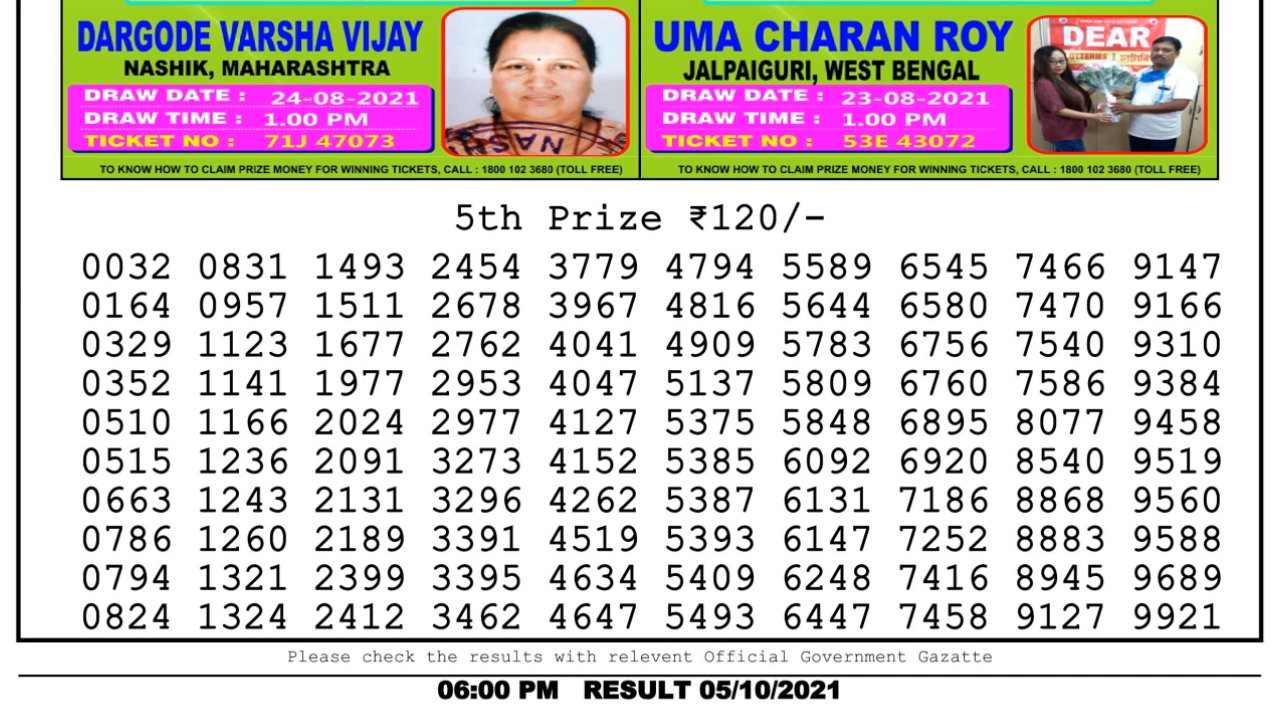 DARGODE VARSHA VIJAY
NASHIK, MAHARASHTRA
DRAW DATE : 24-08-2021
DRAW TIME : 1.00 PM
TICKET NO : 71J 47073
NAS
TO KNOW HOW TO CLAIM PRIZE MONEY FOR WINNING TICKETS, CALL : 1800 102 3680 (TOLL FREE)
UMA CHARAN ROY
JALPAIGURI, WEST BENGAL
DRAW DATE : 23-08-2021
DRAW TIME : 1.00 PM
TICKET NO : 53E 43072
DEAR
TO KNOW HOW TO CLAIM PRIZE MONEY FOR WINNING TICKETS, CALL : 1800 102 3680 (TOLL FREE)
5th Prize ₹120/-
0032 0831 1493 2454 3779 4794 5589 6545 7466 9147
0164 0957 1511 2678 3967 4816 5644 6580 7470 9166
0329 1123 1677 2762 4041 4909 5783 6756 7540 9310
0352 1141 1977 2953 4047 5137 5809 6760 7586 9384
0510 1166 2024 2977 4127 5375 5848 6895 8077 9458
0515 1236 2091 3273 4152 5385 6092 6920 8540 9519
0663 1243 2131 3296 4262 5387 6131 7186 8868 9560
0786 1260 2189 3391 4519 5393 6147 7252 8883 9588
0794 1321 2399 3395 4634 5409 6248 7416 8945 9689
0824 1324 2412 3462 4647 5493 6447 7458 9127 9921
Please check the results with relevent Official Government Gazatte
06:00 PM RESULT 05/10/2021